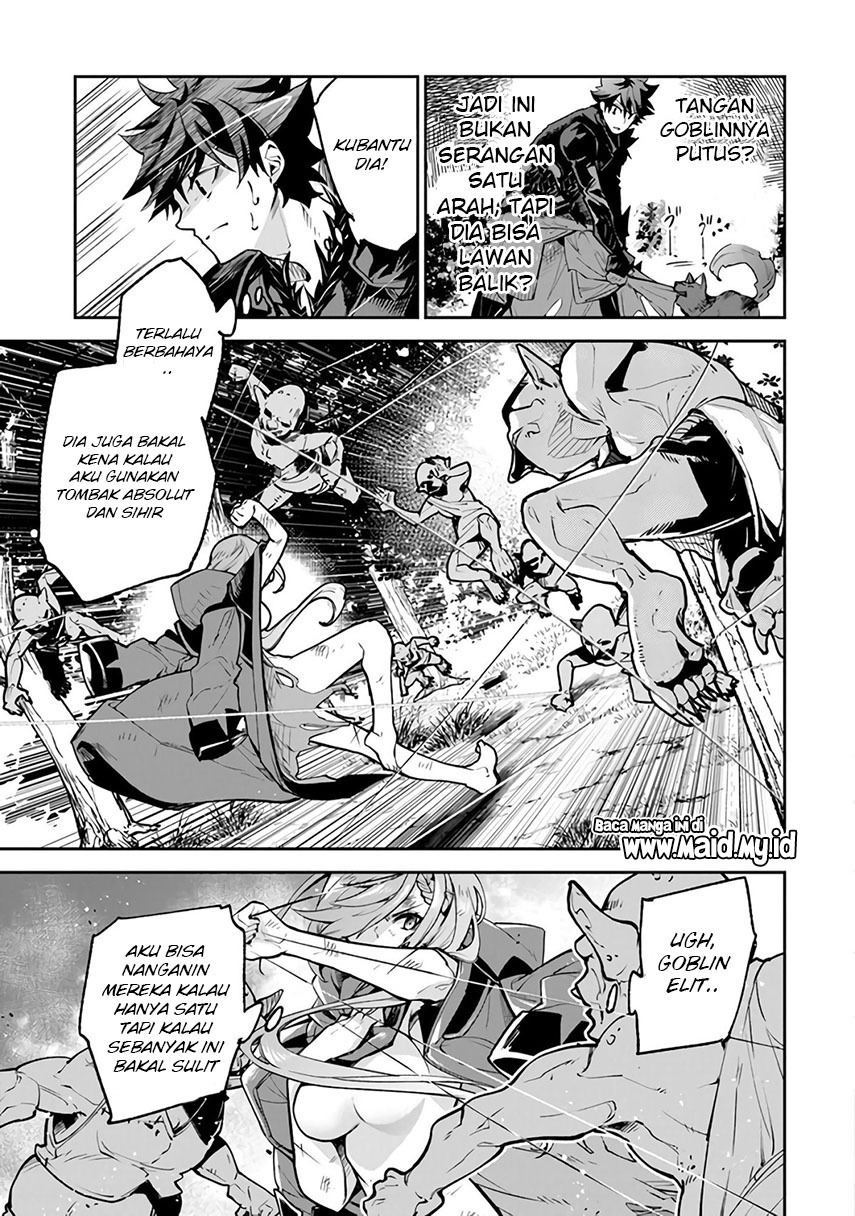 TANGAN
GOBLINNYA
PUTUS?
JADI INI
BUKAN
SERANGAN
SATU
ARAH, TAPI
DIA BISA
LAWAN
BALIK?
KUBANTU
DIA!
TERLALU
BERBAHAYA
..
DIA JUGA BAKAL
KENA KALAU
AKU GUNAKAN
TOMBAK ABSOLUT
DAN SIHIR
Baca Manga ini di
www.Maid.My.id
UGH,
GOBLIN
ELIT..
AKU BISA
NANGANIN
MEREKA KALAU
HANYA SATU
TAPI KALAU
SEBANYAK INI
BAKAL SULIT